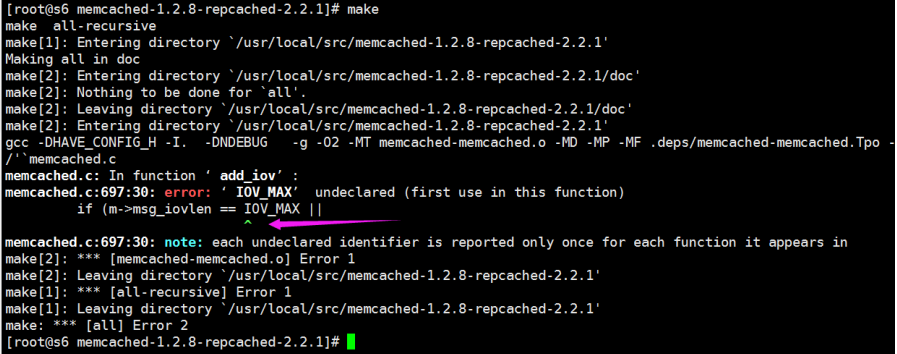 [root@s6 memcached-1.2.8-repcached-2.2.1]# make
make  all-recursive
make[1]: Entering directory `/usr/local/src/memcached-1.2.8-repcached-2.2.1'
Making all in doc
make[2]: Entering directory `/usr/local/src/memcached-1.2.8-repcached-2.2.1/doc'
make[2]: Nothing to be done for `all'.
make[2]: Leaving directory `/usr/local/src/memcached-1.2.8-repcached-2.2.1/doc'
make[2]: Entering directory `/usr/local/src/memcached-1.2.8-repcached-2.2.1'
gcc -DHAVE_CONFIG_H -I.  -DNDEBUG   -g -O2 -MT memcached-memcached.o -MD -MP -MF .deps/memcached-memcached.Tpo -
/'`memcached.c
memcached.c: In function ‘ add_iov’ :
memcached.c:697:30: error: ‘ IOV_MAX’  undeclared (first use in this function)
         if (m->msg_iovlen == IOV_MAX ||
                              ^
memcached.c:697:30: note: each undeclared identifier is reported only once for each function it appears in
make[2]: *** [memcached-memcached.o] Error 1
make[2]: Leaving directory `/usr/local/src/memcached-1.2.8-repcached-2.2.1'
make[1]: *** [all-recursive] Error 1
make[1]: Leaving directory `/usr/local/src/memcached-1.2.8-repcached-2.2.1'
make: *** [all] Error 2
[root@s6 memcached-1.2.8-repcached-2.2.1]#